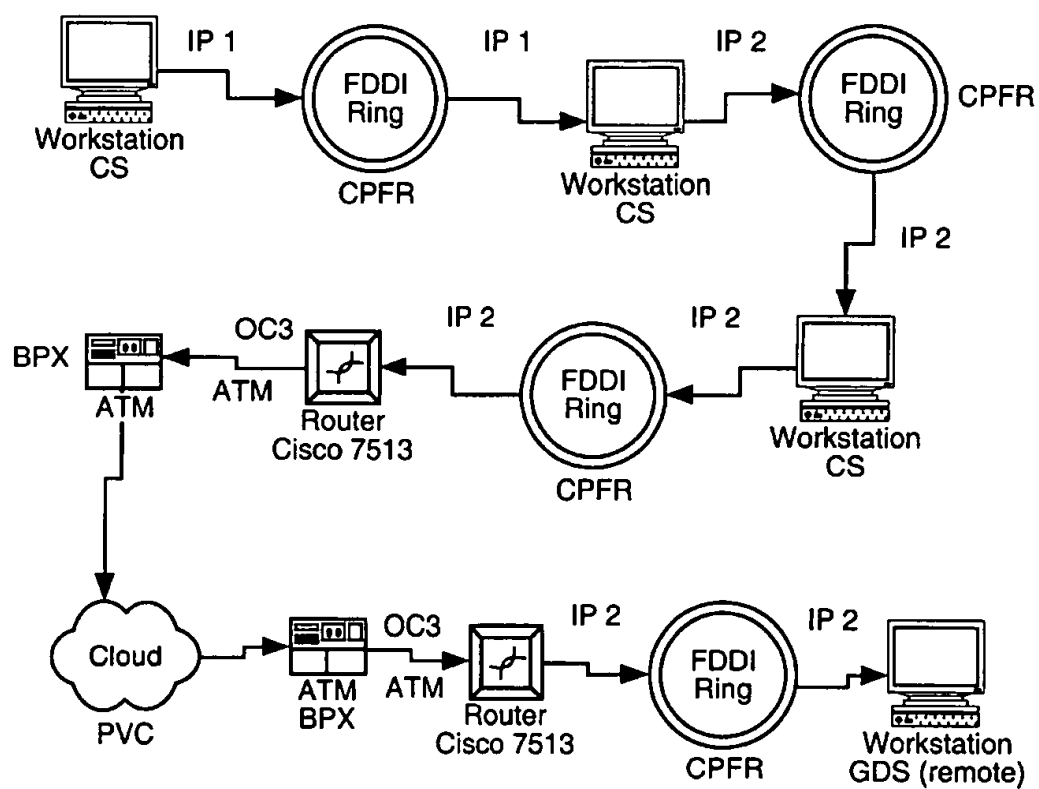 IP 1
FDDI
Ring
CPFR
Workstation
CS
IP 1
Workstation
CS
IP 2
FDDI
Ring
CPFR
IP 2
Workstation
CS
IP 2
FDDI
Ring
CPFR
IP 2
Router
Cisco 7513
OC3
ATM
BPX
ATM
Cloud
PVC
ATM
BPX
OC3
ATM
Router
Cisco 7513
IP 2
FDDI
Ring
CPFR
IP 2
Workstation
GDS (remote)